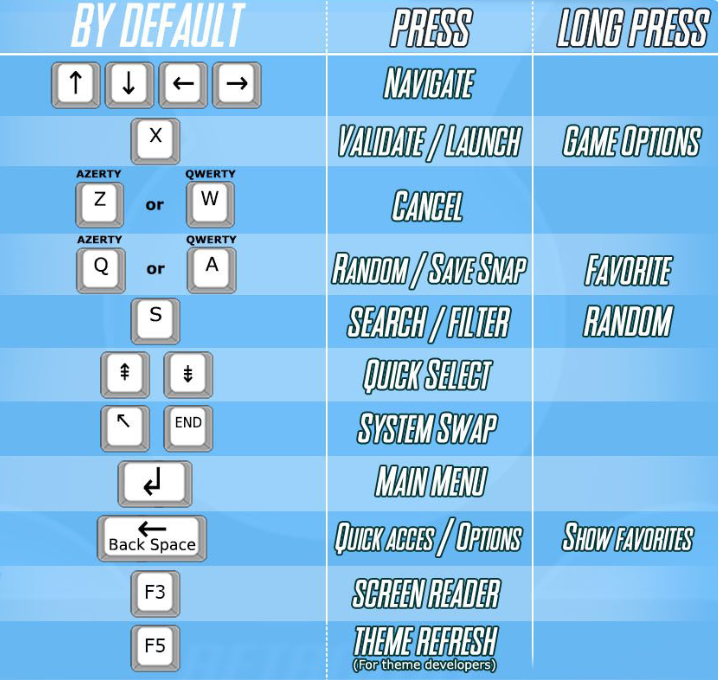 BY DEFAULT PRESS LONG PRESS
↑ ↓ ← → NAVIGATE
X VALIDATE / LAUNCH GAME OPTIONS
AZERTY QWERTY
Z or W CANCEL
AZERTY QWERTY
Q or A RANDOM / SAVE SNAP FAVORITE
S SEARCH / FILTER RANDOM
⇞ ⇟ QUICK SELECT
↖ END SYSTEM SWAP
↲ MAIN MENU
←
Back Space QUICK ACCES / OPTIONS SHOW FAVORITES
F3 SCREEN READER
F5 THEME REFRESH
(For theme developers)